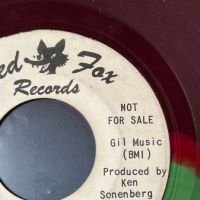 ed Fox
Records
NOT
FOR SALE
Gil Music
(BMI)
Produced by
Ken
Sonenberg